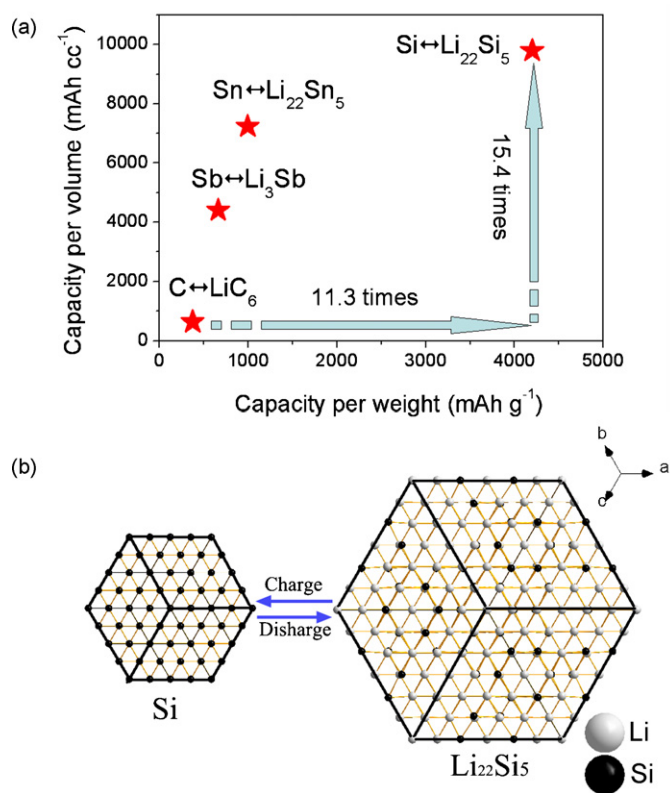 (a)
Capacity per volume (mAh cc⁻¹)
10000
8000
6000
4000
2000
0
Si↔Li₂₂Si₅
Sn↔Li₂₂Sn₅
Sb↔Li₃Sb
C↔LiC₆
11.3 times
15.4 times
0 1000 2000 3000 4000 5000
Capacity per weight (mAh g⁻¹)
(b)
b
a
c
Charge
Disharge
Si
Li₂₂Si₅
Li
Si